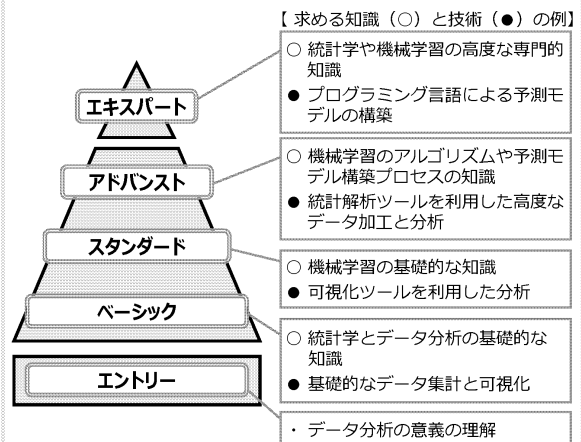 【 求める知識（○）と技術（●）の例】
エキスパート
○ 統計学や機械学習の高度な専門的
知識
● プログラミング言語による予測モ
デルの構築
アドバンスト
○ 機械学習のアルゴリズムや予測モ
デル構築プロセスの知識
● 統計解析ツールを利用した高度な
データ加工と分析
スタンダード
○ 機械学習の基礎的な知識
● 可視化ツールを利用した分析
ベーシック
○ 統計学とデータ分析の基礎的な
知識
● 基礎的なデータ集計と可視化
エントリー
・ データ分析の意義の理解